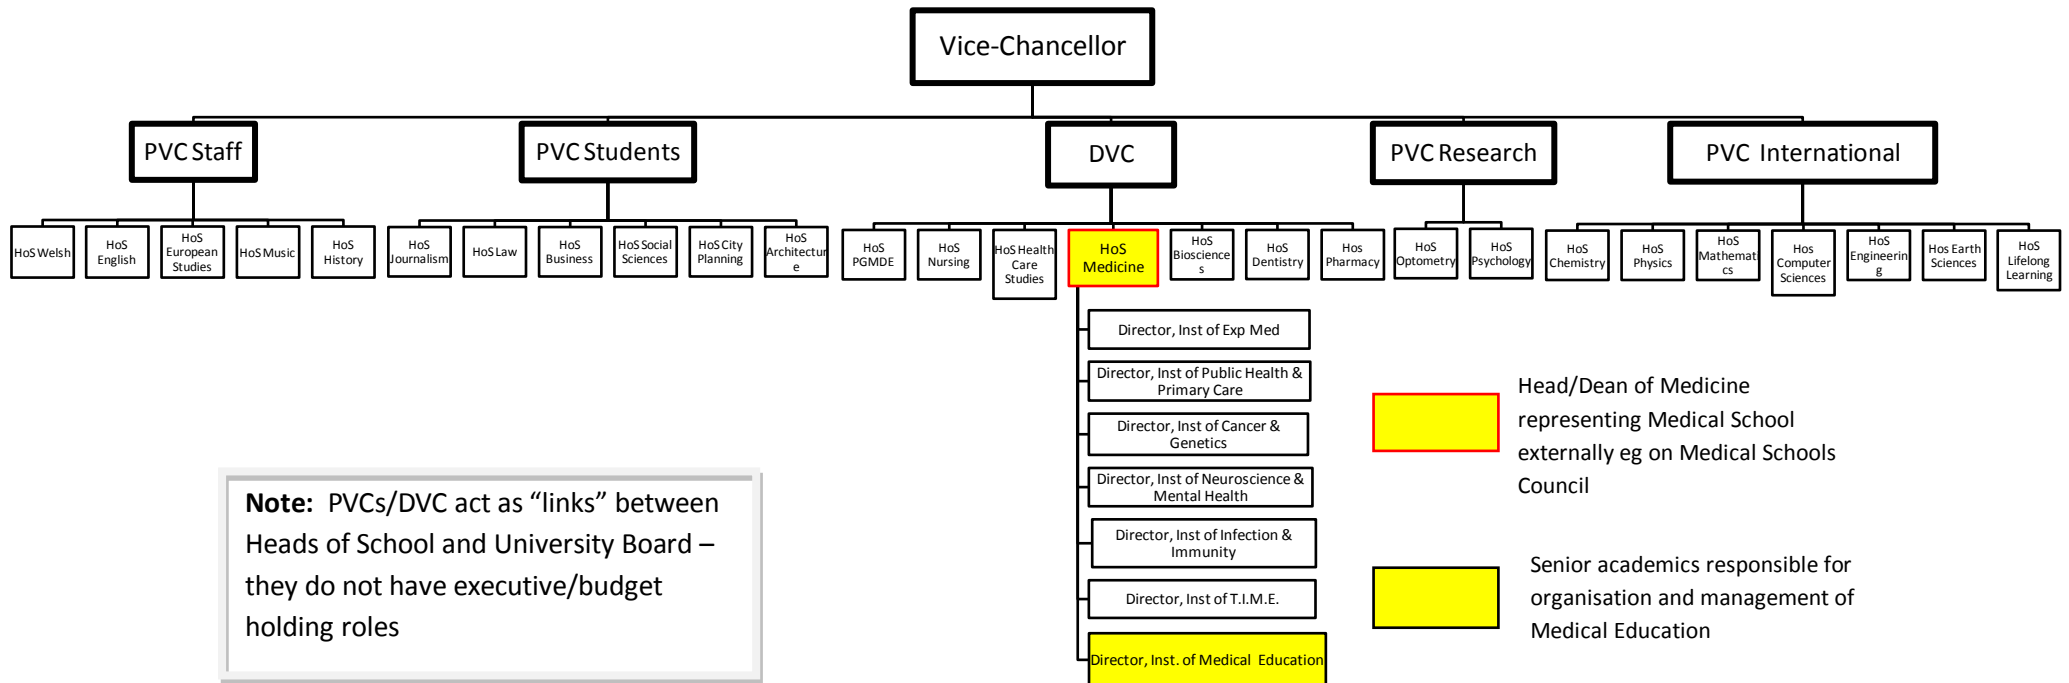 Vice-Chancellor
PVC Staff
PVC Students
DVC
PVC Research
PVC International
HoS Welsh
HoS
English
HoS
European
Studies
HoS Music
HoS
History
HoS
Journalism
HoS Law
HoS
Business
HoS Social
Sciences
HoS City
Planning
HoS
Architectur
e
HoS
PGMDE
HoS
Nursing
HoS Health
Care
Studies
HoS
Medicine
HoS
Bioscience
s
HoS
Dentistry
Hos
Pharmacy
HoS
Optometry
HoS
Psychology
HoS
Chemistry
HoS
Physics
HoS
Mathemati
cs
Hos
Computer
Sciences
HoS
Engineerin
g
Hos Earth
Sciences
HoS
Lifelong
Learning
Director, Inst of Exp Med
Director, Inst of Public Health &
Primary Care
Director, Inst of Cancer &
Genetics
Director, Inst of Neuroscience &
Mental Health
Director, Inst of Infection &
Immunity
Director, Inst of T.I.M.E.
Director, Inst. of Medical Education
Head/Dean of Medicine
representing Medical School
externally eg on Medical Schools
Council
Senior academics responsible for
organisation and management of
Medical Education
Note: PVCs/DVC act as “links” between
Heads of School and University Board –
they do not have executive/budget
holding roles